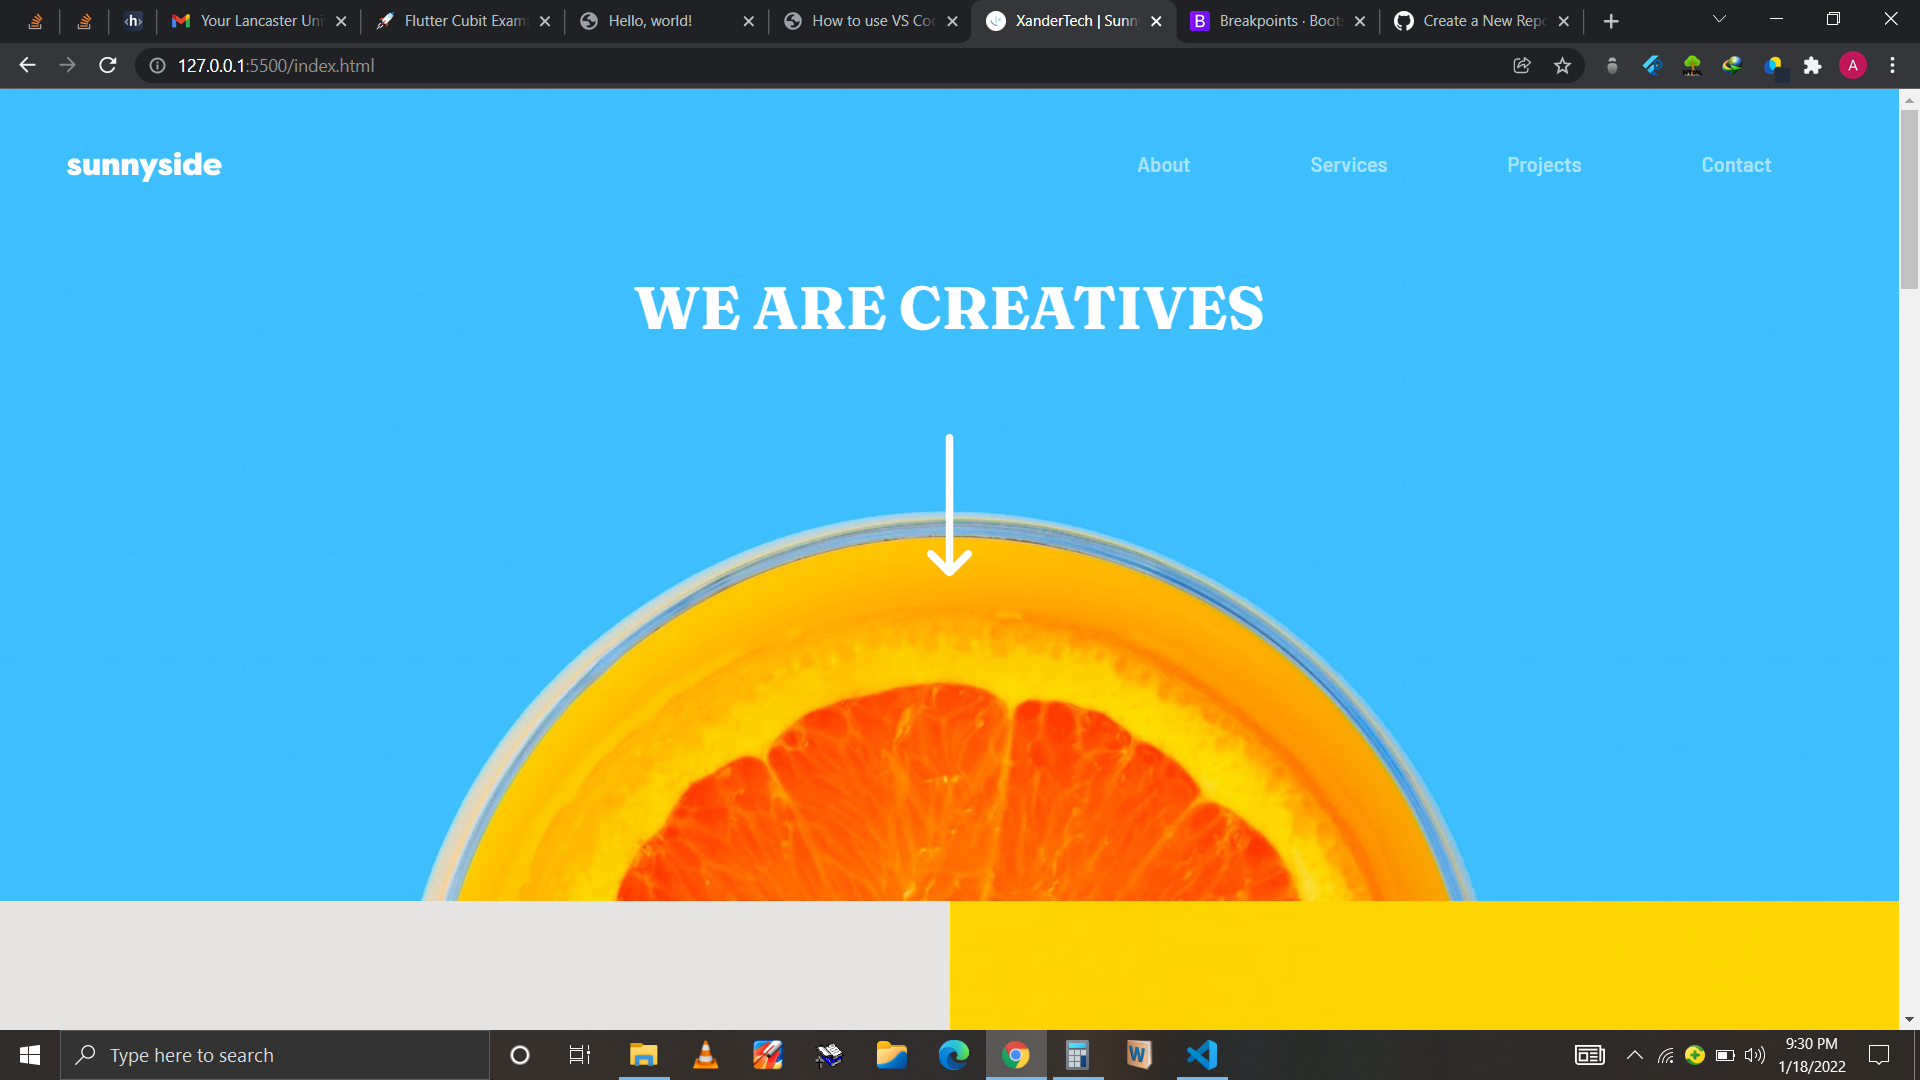 <h>
Your Lancaster Uni
Flutter Cubit Exam
Hello, world!
How to use VS Co
XanderTech | Sunn
B
Breakpoints · Boot
Create a New Rep
127.0.0.1:5500/index.html
A
sunnyside
About
Services
Projects
Contact
WE ARE CREATIVES
Type here to search
W
9:30 PM
1/18/2022